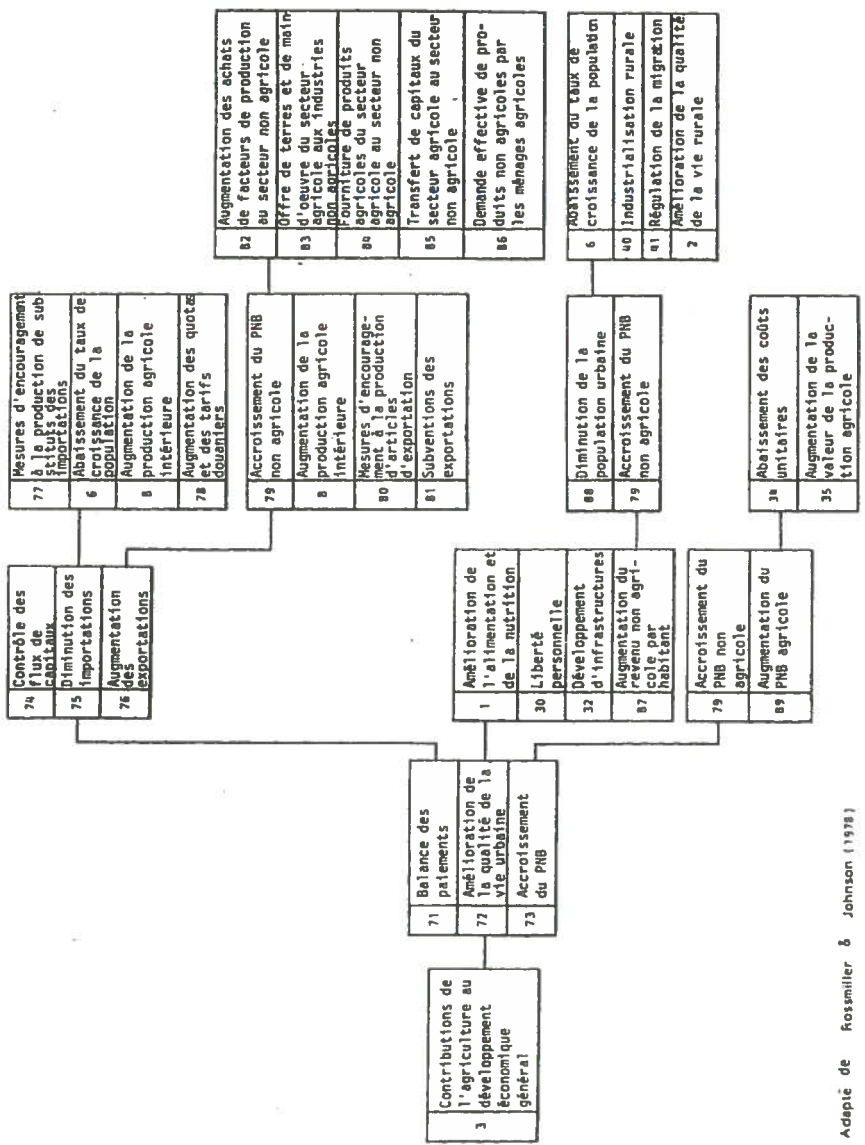 3
Contributions de
l'agriculture au
développement
économique
général
71
Balance des
paiements
72
Amélioration de
la qualité de la
vie urbaine
73
Accroissement
du PNB
74
Contrôle des
flux de
capitaux
75
Diminution des
importations
76
Augmentation
des
exportations
1
Amélioration de
l'alimentation et
de la nutrition
30
Liberté
personnelle
32
Développement
d'infrastructures
87
Augmentation du
revenu non agri-
cole par
habitant
79
Accroissement du
PNB non
agricole
89
Augmentation du
PNB agricole
77
Mesures d'encouragement
à la production de sub-
stituts des
importations
6
Abaissement du taux de
croissance de la
population
8
Augmentation de la
production agricole
intérieure
78
Augmentation des quotas
et des tarifs
douaniers
79
Accroissement du PNB
non agricole
8
Augmentation de la
production agricole
intérieure
80
Mesures d'encourage-
ment à la production
d'articles
d'exportation
81
Subventions des
exportations
88
Diminution de la
population urbaine
79
Accroissement du PNB
non agricole
34
Abaissement des coûts
unitaires
35
Augmentation de la
valeur de la produc-
tion agricole
82
Augmentation des achats
de facteurs de production
au secteur non agricole
83
Offre de terres et de main
d'oeuvre du secteur
agricole aux industries
non agricoles
84
Fourniture de produits
agricoles du secteur
agricole au secteur non
agricole
85
Transfert de capitaux du
secteur agricole au secteur
non agricole
86
Demande effective de pro-
duits non agricoles par
les ménages agricoles
6
Abaissement du taux de
croissance de la population
40 Industrialisation rurale
41 Régulation de la migration
2
Amélioration de la qualité
de la vie rurale
Adapté de Rossmiller & Johnson (1978)